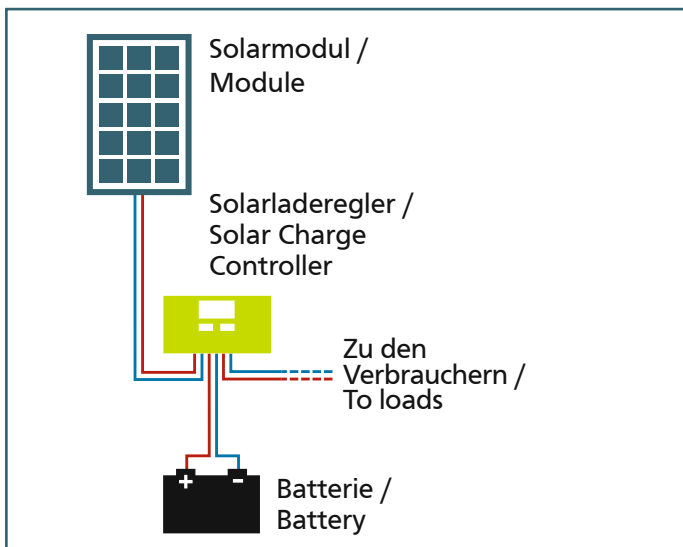 Solarmodul /
Module
Solarladeregler /
Solar Charge
Controller
Zu den
Verbrauchern /
To loads
+ -
Batterie /
Battery